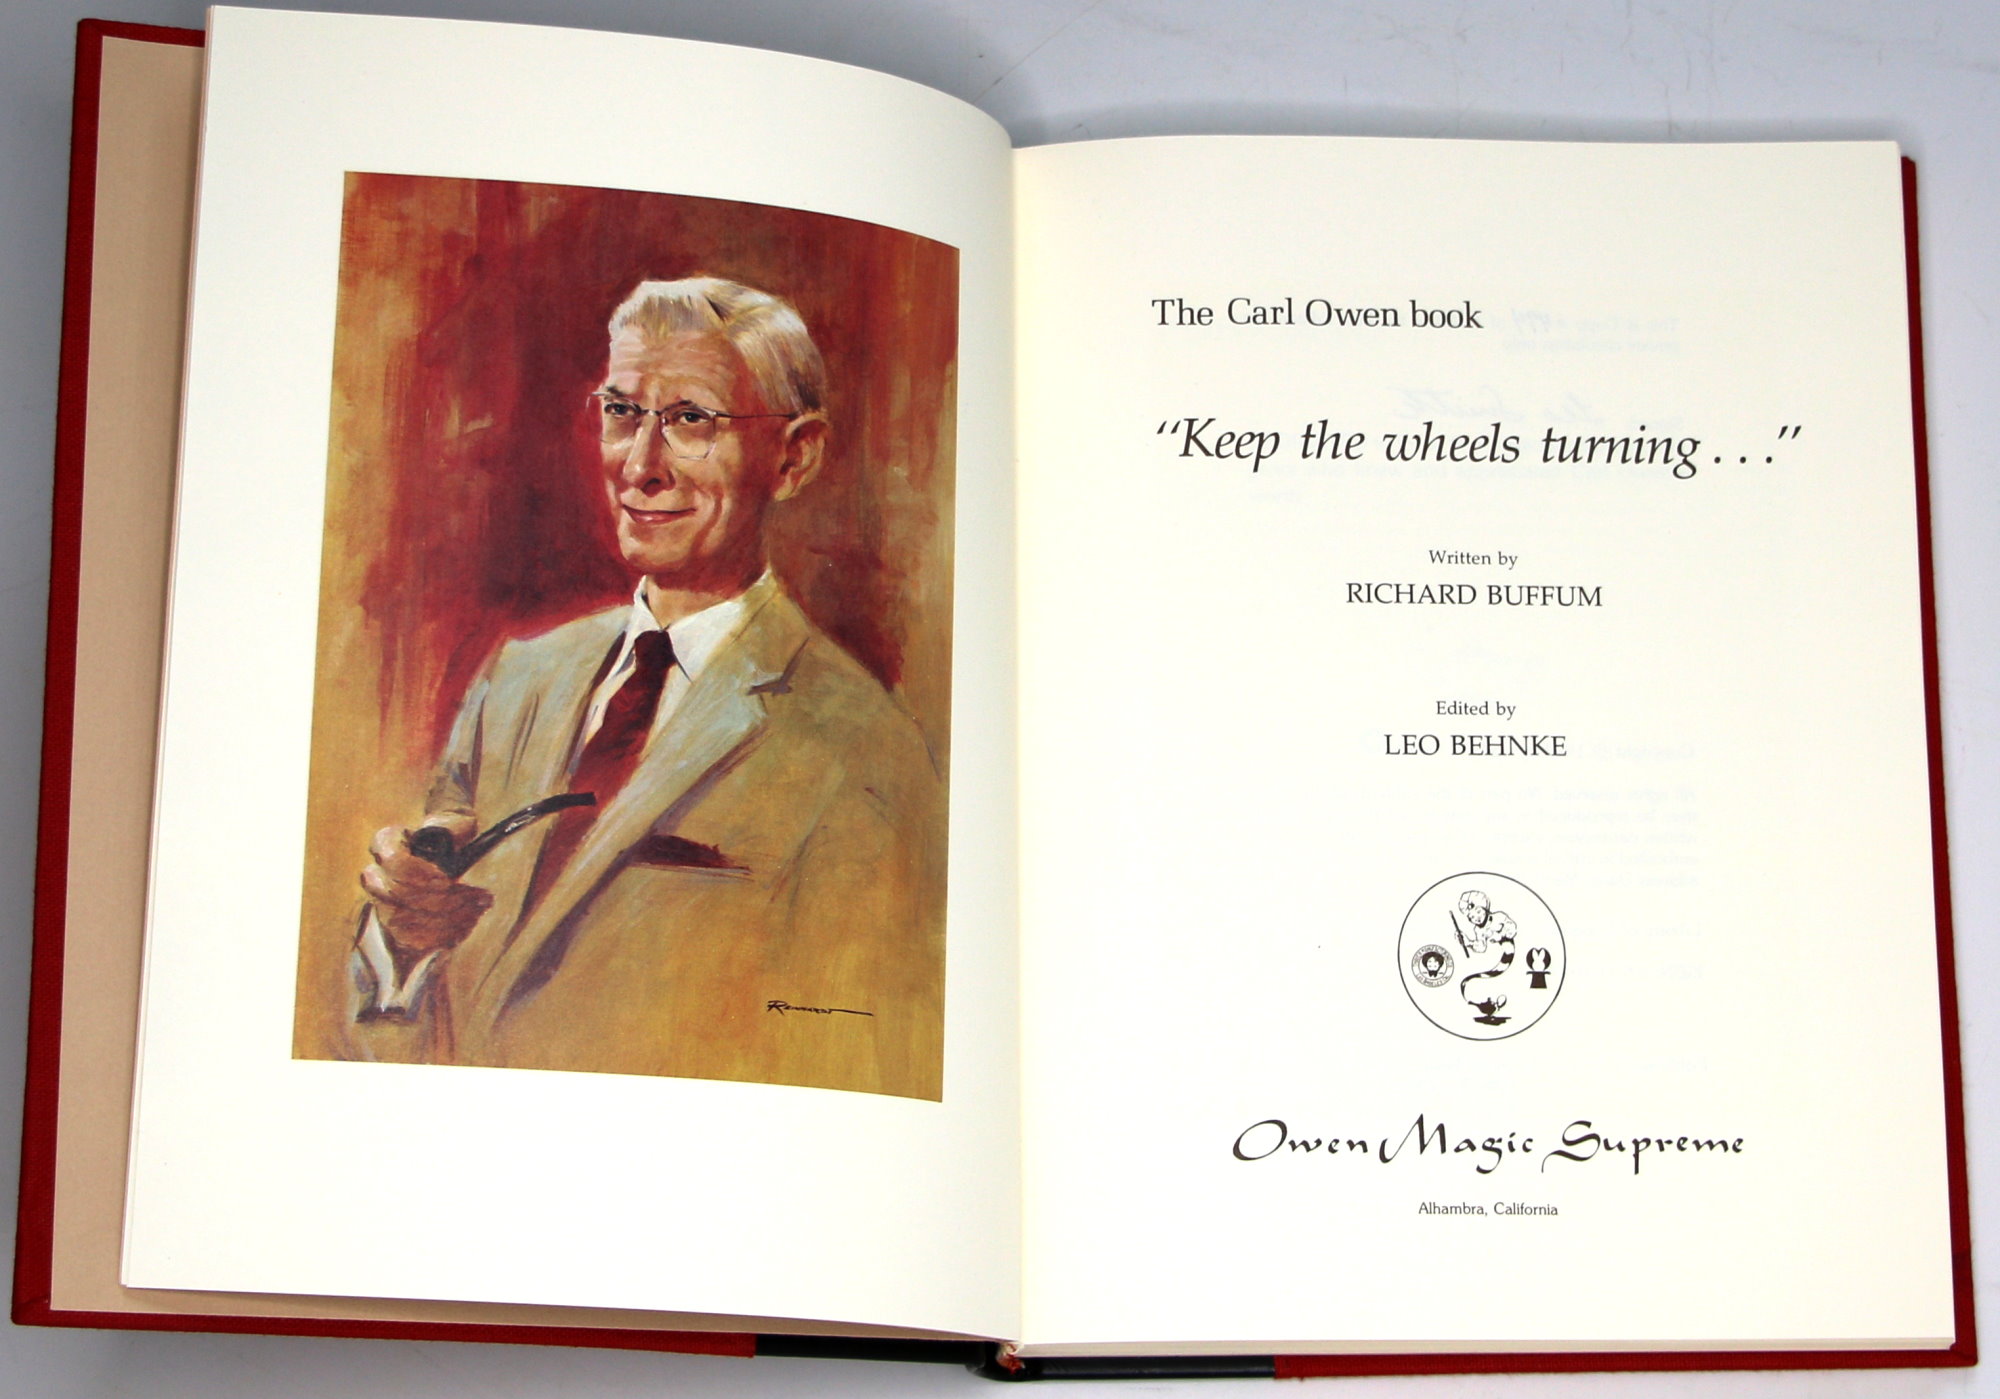 The Carl Owen book
"Keep the wheels turning . . ."
Written by
RICHARD BUFFUM
Edited by
LEO BEHNKE
Owen Magic Supreme
Alhambra, California